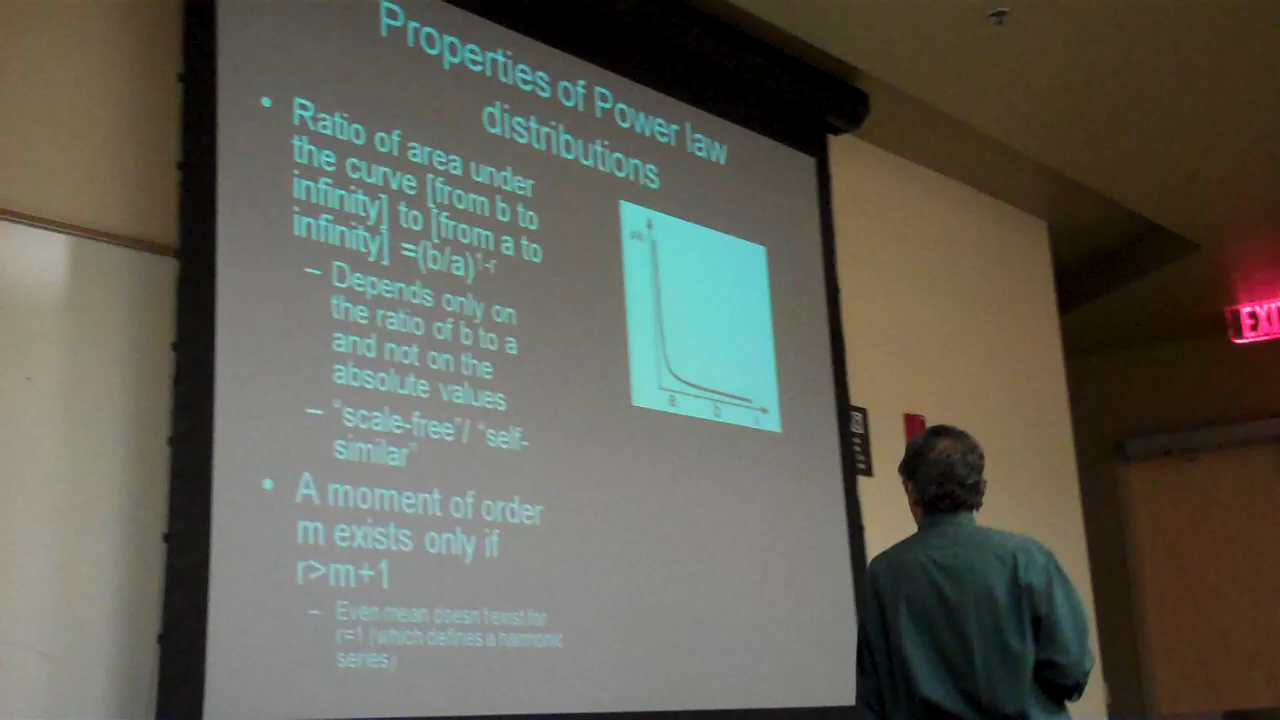 Properties of Power law
distributions
• Ratio of area under
the curve [from b to
infinity] to [from a to
infinity] =(b/a)¹⁻ʳ
– Depends only on
the ratio of b to a
and not on the
absolute values
– "scale-free"/ "self-
similar"
• A moment of order
m exists only if
r>m+1
– Even mean doesn't exist for
r=1 (which defines a harmonic
series)
a b
EXI